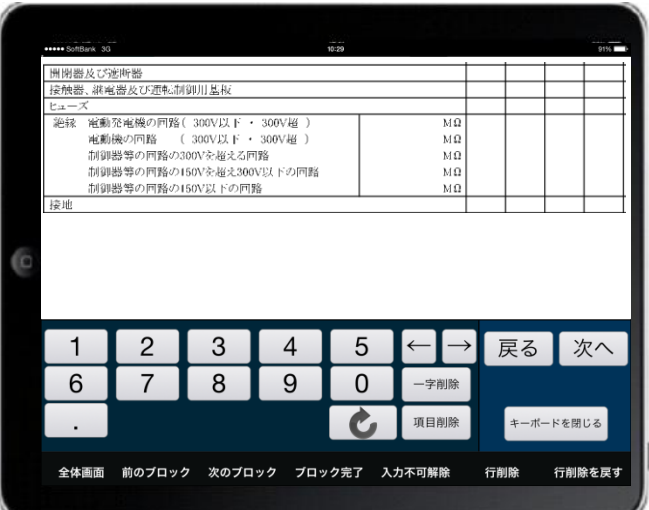 SoftBank 3G 10:29 91%
開閉器及び遮断器
接触器、継電器及び運転制御用基板
ヒューズ
絶縁 電動発電機の回路( 300V以下 ・ 300V超 ) MΩ
電動機の回路 ( 300V以下 ・ 300V超 ) MΩ
制御器等の回路の300Vを超える回路 MΩ
制御器等の回路の150Vを超え300V以下の回路 MΩ
制御器等の回路の150V以下の回路 MΩ
接地
1 2 3 4 5 ← → 戻る 次へ
6 7 8 9 0 一字削除
. 項目削除 キーボードを閉じる
全体画面 前のブロック 次のブロック ブロック完了 入力不可解除 行削除 行削除を戻す